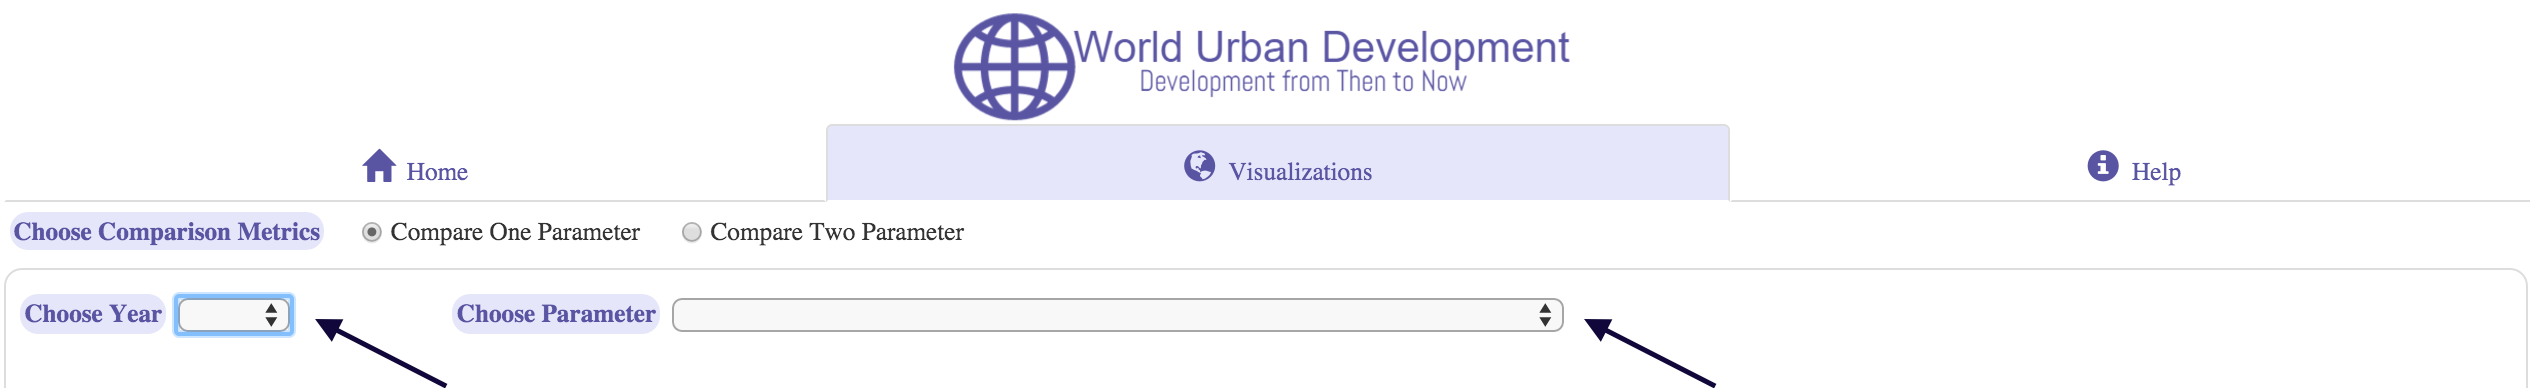 World Urban Development
Development from Then to Now
Home Visualizations Help
Choose Comparison Metrics Compare One Parameter Compare Two Parameter
Choose Year Choose Parameter